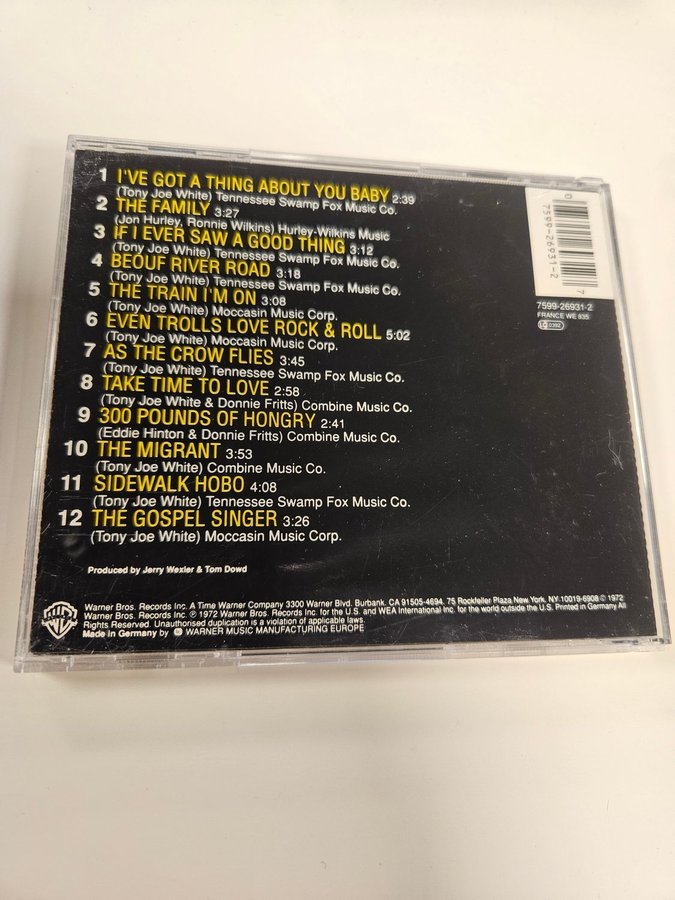 1 I'VE GOT A THING ABOUT YOU BABY 2:39
(Tony Joe White) Tennessee Swamp Fox Music Co.
2 THE FAMILY 3:27
(Jon Hurley, Ronnie Wilkins) Hurley-Wilkins Music
3 IF I EVER SAW A GOOD THING 3:12
(Tony Joe White) Tennessee Swamp Fox Music Co.
4 BEOUF RIVER ROAD 3:18
(Tony Joe White) Tennessee Swamp Fox Music Co.
5 THE TRAIN I'M ON 3:08
(Tony Joe White) Moccasin Music Corp.
6 EVEN TROLLS LOVE ROCK & ROLL 5:02
(Tony Joe White) Moccasin Music Corp.
7 AS THE CROW FLIES 3:45
(Tony Joe White) Tennessee Swamp Fox Music Co.
8 TAKE TIME TO LOVE 2:58
(Tony Joe White & Donnie Fritts) Combine Music Co.
9 300 POUNDS OF HONGRY 2:41
(Eddie Hinton & Donnie Fritts) Combine Music Co.
10 THE MIGRANT 3:53
(Tony Joe White) Combine Music Co.
11 SIDEWALK HOBO 4:08
(Tony Joe White) Tennessee Swamp Fox Music Co.
12 THE GOSPEL SINGER 3:26
(Tony Joe White) Moccasin Music Corp.
0 7599-26931-2 7
7599-26931-2
FRANCE WE 835
LC 0392
Produced by Jerry Wexler & Tom Dowd
WB
Warner Bros. Records Inc. A Time Warner Company 3300 Warner Blvd. Burbank. CA 91505-4694. 75 Rockfeller Plaza New York. NY 10019-6908 © 1972
Warner Bros. Records Inc. ℗ 1972 Warner Bros. Records Inc. for the U.S. and WEA International Inc. for the world outside the U.S. Printed in Germany All
Rights Reserved. Unauthorised duplication is a violation of applicable laws
Made in Germany by WARNER MUSIC MANUFACTURING EUROPE